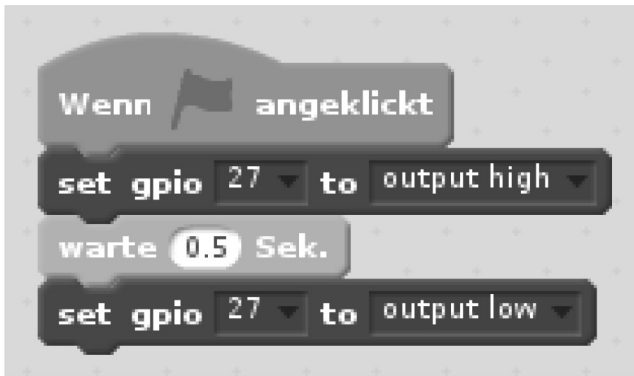 Wenn angeklickt
set gpio 27 to output high
warte 0.5 Sek.
set gpio 27 to output low